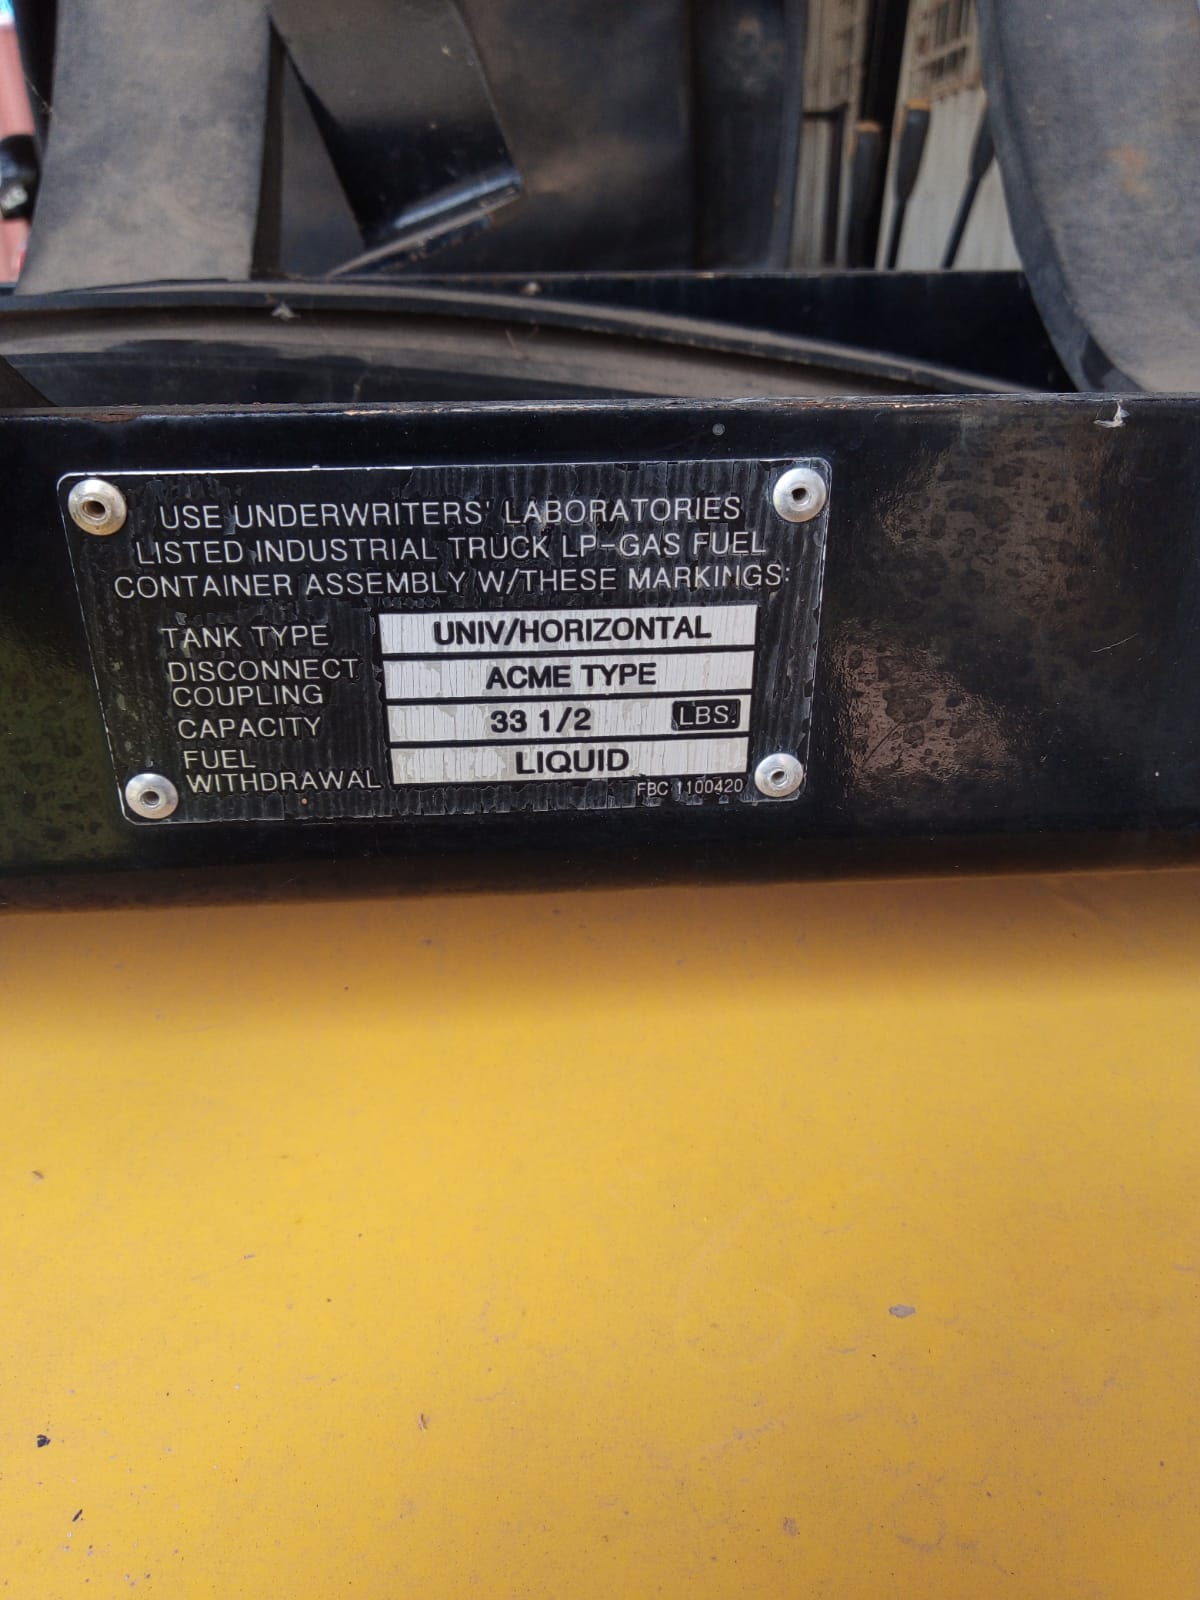 USE UNDERWRITERS' LABORATORIES
LISTED INDUSTRIAL TRUCK LP-GAS FUEL
CONTAINER ASSEMBLY W/THESE MARKINGS:
TANK TYPE UNIV/HORIZONTAL
DISCONNECT
COUPLING ACME TYPE
CAPACITY 33 1/2 LBS.
FUEL
WITHDRAWAL LIQUID
FBC 1100420